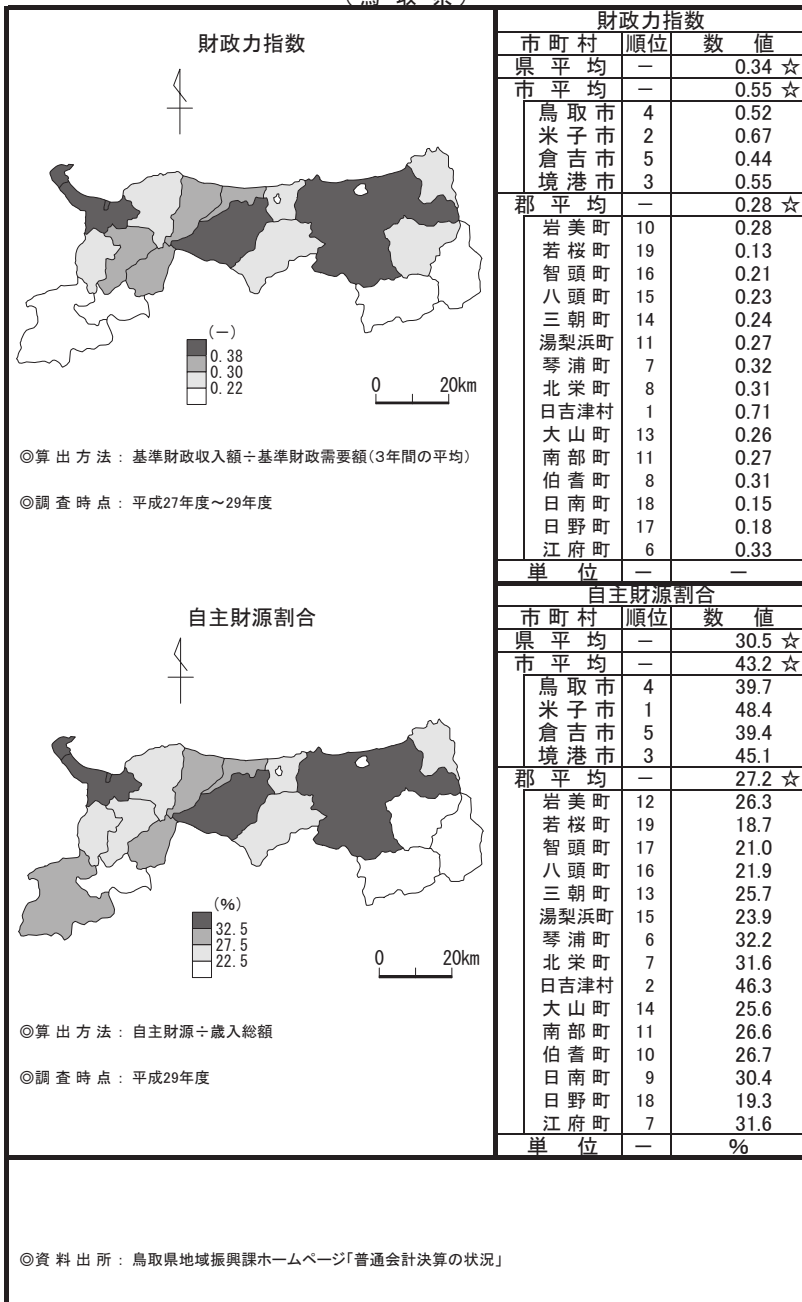 (鳥 取 県)
財政力指数
(－)
0.38
0.30
0.22
0 20km
◎算 出 方 法 ： 基準財政収入額÷基準財政需要額(3年間の平均)
◎調 査 時 点 ： 平成27年度～29年度
財政力指数
市 町 村 順位 数 値
県 平 均 － 0.34 ☆
市 平 均 － 0.55 ☆
鳥 取 市 4 0.52
米 子 市 2 0.67
倉 吉 市 5 0.44
境 港 市 3 0.55
郡 平 均 － 0.28 ☆
岩 美 町 10 0.28
若 桜 町 19 0.13
智 頭 町 16 0.21
八 頭 町 15 0.23
三 朝 町 14 0.24
湯梨浜町 11 0.27
琴 浦 町 7 0.32
北 栄 町 8 0.31
日吉津村 1 0.71
大 山 町 13 0.26
南 部 町 11 0.27
伯 耆 町 8 0.31
日 南 町 18 0.15
日 野 町 17 0.18
江 府 町 6 0.33
単 位 － －
自主財源割合
(%)
32.5
27.5
22.5
0 20km
◎算 出 方 法 ： 自主財源÷歳入総額
◎調 査 時 点 ： 平成29年度
自主財源割合
市 町 村 順位 数 値
県 平 均 － 30.5 ☆
市 平 均 － 43.2 ☆
鳥 取 市 4 39.7
米 子 市 1 48.4
倉 吉 市 5 39.4
境 港 市 3 45.1
郡 平 均 － 27.2 ☆
岩 美 町 12 26.3
若 桜 町 19 18.7
智 頭 町 17 21.0
八 頭 町 16 21.9
三 朝 町 13 25.7
湯梨浜町 15 23.9
琴 浦 町 6 32.2
北 栄 町 7 31.6
日吉津村 2 46.3
大 山 町 14 25.6
南 部 町 11 26.6
伯 耆 町 10 26.7
日 南 町 9 30.4
日 野 町 18 19.3
江 府 町 7 31.6
単 位 － %
◎資 料 出 所 ： 鳥取県地域振興課ホームページ「普通会計決算の状況」